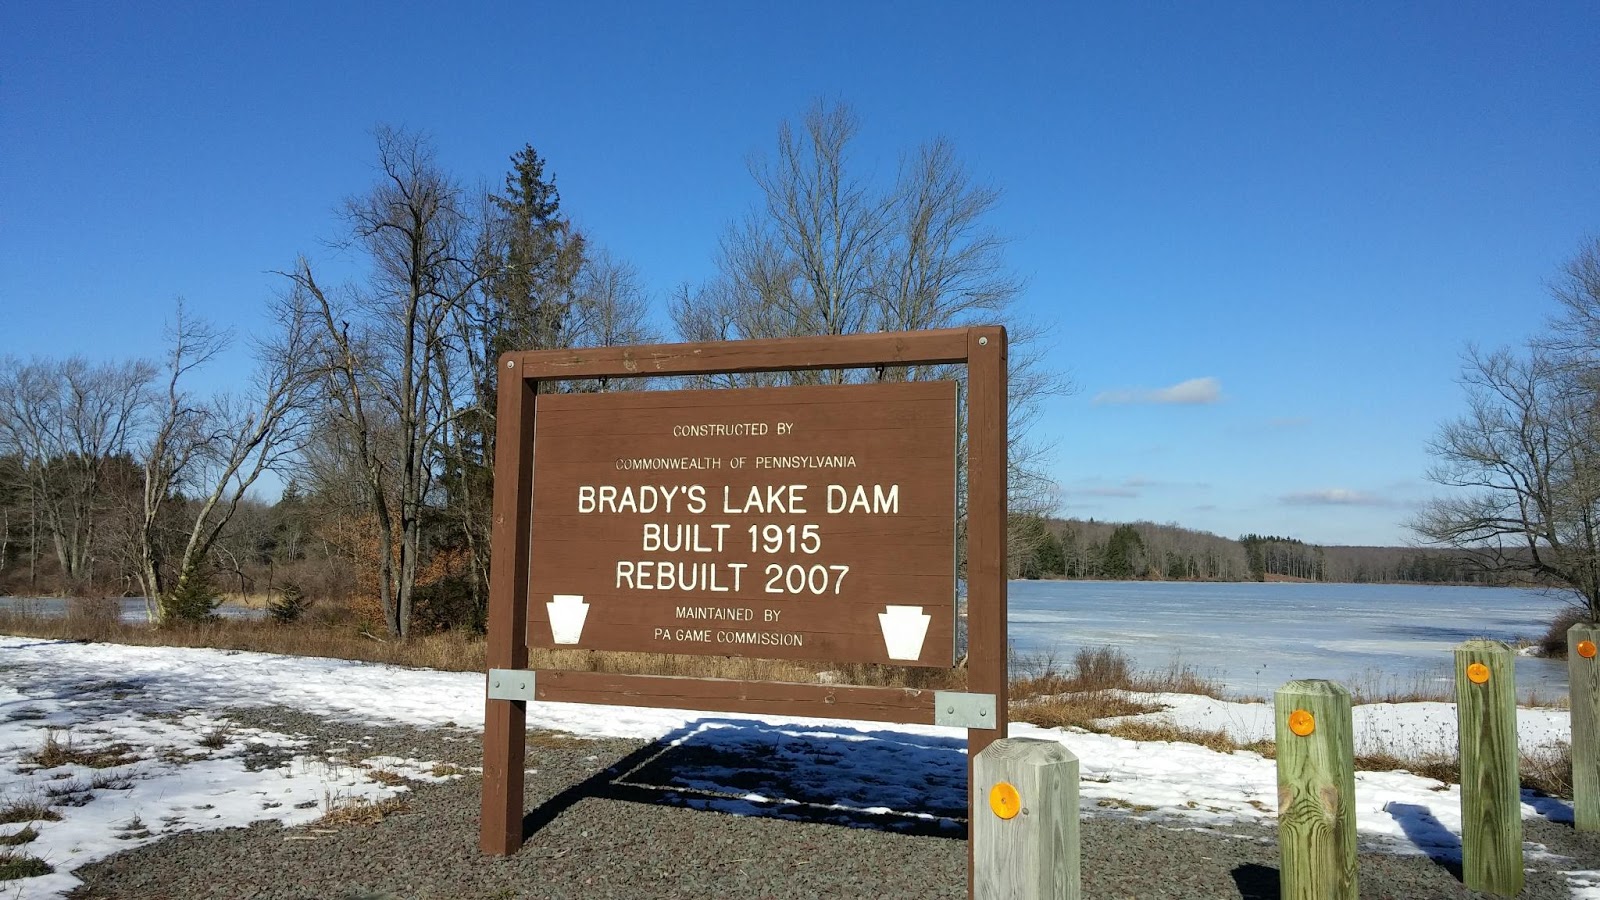 CONSTRUCTED BY
COMMONWEALTH OF PENNSYLVANIA
BRADY'S LAKE DAM
BUILT 1915
REBUILT 2007
MAINTAINED BY
PA GAME COMMISSION